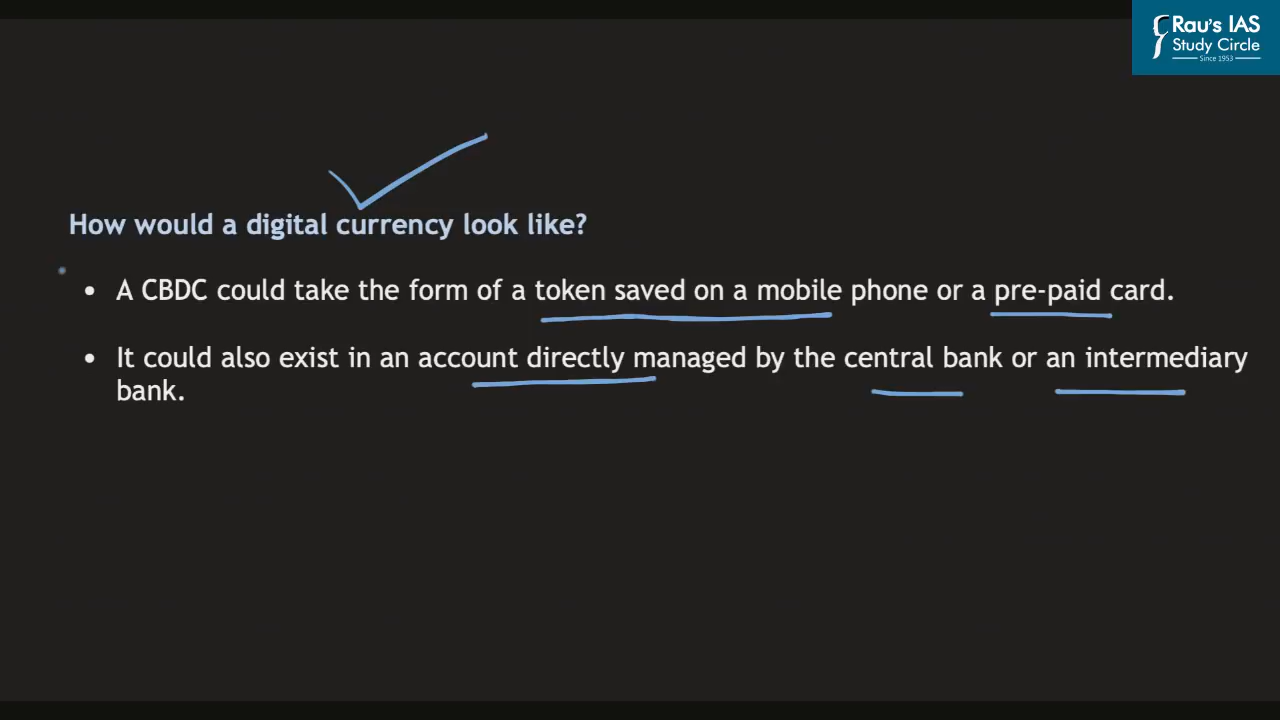 Rau's IAS
Study Circle
Since 1953
How would a digital currency look like?
• A CBDC could take the form of a token saved on a mobile phone or a pre-paid card.
• It could also exist in an account directly managed by the central bank or an intermediary
bank.